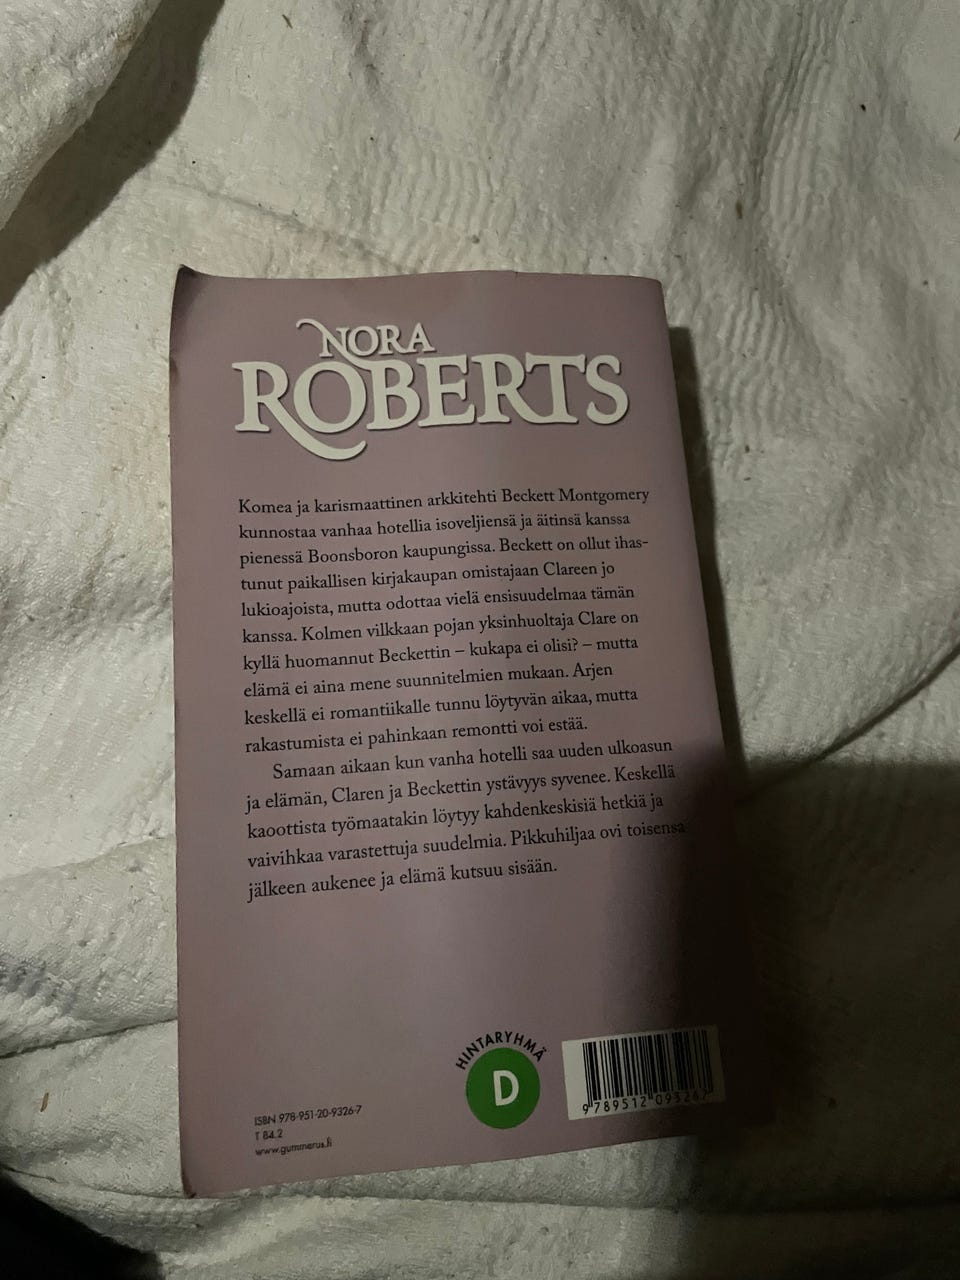 NORA
ROBERTS
Komea ja karismaattinen arkkitehti Beckett Montgomery
kunnostaa vanhaa hotellia isoveljiensä ja äitinsä kanssa
pienessä Boonsboron kaupungissa. Beckett on ollut ihas-
tunut paikallisen kirjakaupan omistajaan Clareen jo
lukioajoista, mutta odottaa vielä ensisuudelmaa tämän
kanssa. Kolmen vilkkaan pojan yksinhuoltaja Clare on
kyllä huomannut Beckettin – kukapa ei olisi? – mutta
elämä ei aina mene suunnitelmien mukaan. Arjen
keskellä ei romantiikalle tunnu löytyvän aikaa, mutta
rakastumista ei pahinkaan remontti voi estää.
Samaan aikaan kun vanha hotelli saa uuden ulkoasun
ja elämän, Claren ja Beckettin ystävyys syvenee. Keskellä
kaoottista työmaatakin löytyy kahdenkeskisiä hetkiä ja
vaivihkaa varastettuja suudelmia. Pikkuhiljaa ovi toisensa
jälkeen aukenee ja elämä kutsuu sisään.
HINTARYHMÄ
D
ISBN 978-951-20-9326-7
T 84.2
www.gummerus.fi
9 789512 093267